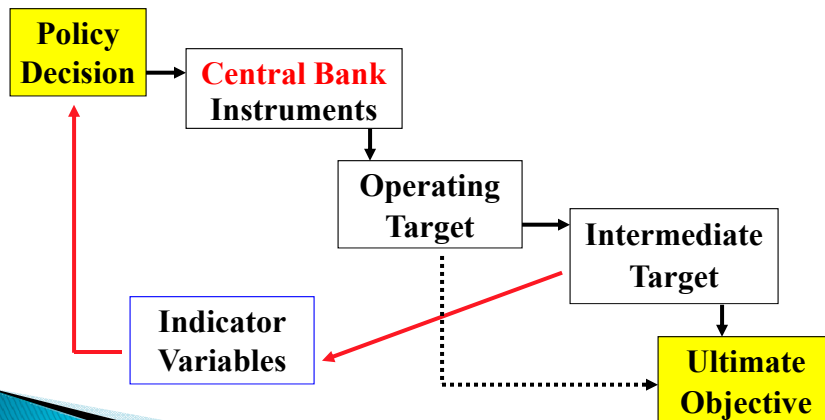 Policy
Decision
Central Bank
Instruments
Operating
Target
Intermediate
Target
Indicator
Variables
Ultimate
Objective